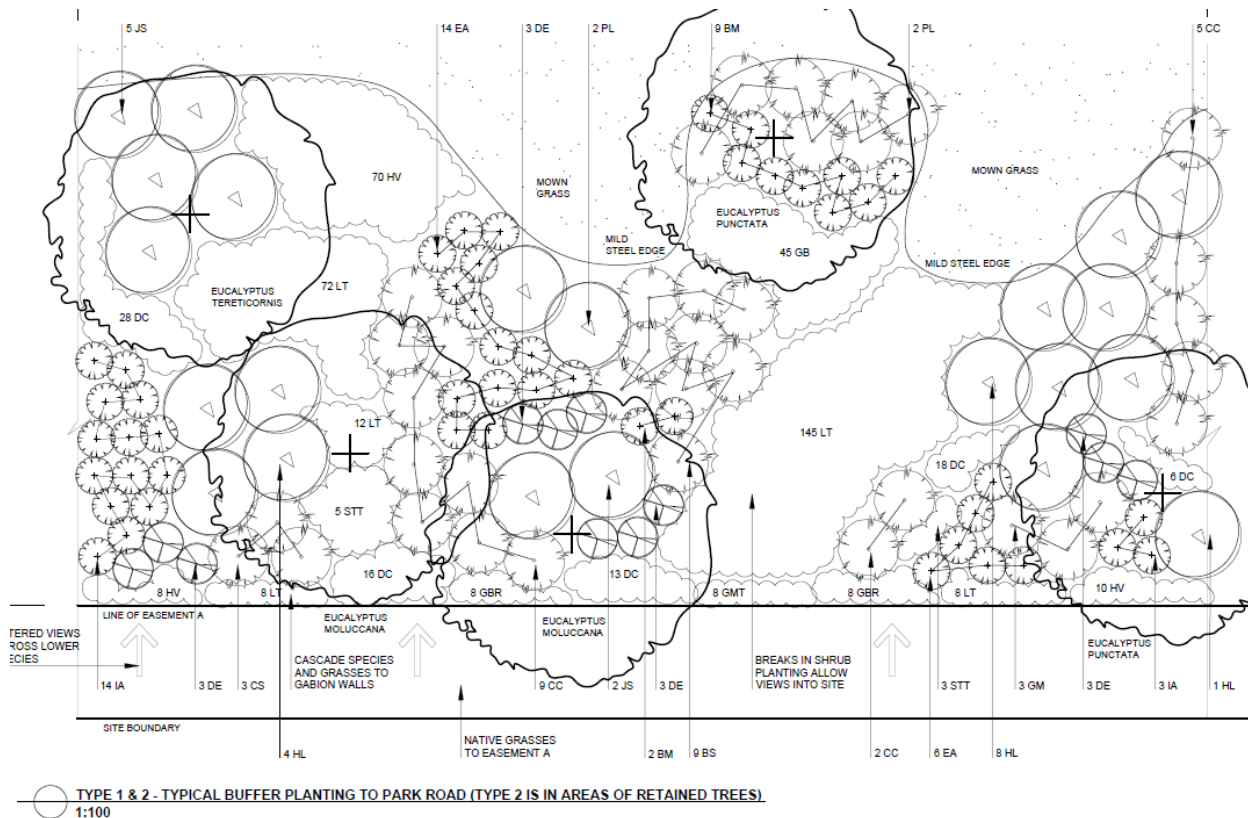 5 JS
14 EA
3 DE
2 PL
9 BM
2 PL
5 CC
70 HV
MOWN
GRASS
MOWN GRASS
EUCALYPTUS
PUNCTATA
MILD
STEEL EDGE
45 GB
MILD STEEL EDGE
EUCALYPTUS
TERETICORNIS
72 LT
28 DC
12 LT
145 LT
18 DC
6 DC
5 STT
16 DC
13 DC
8 HV
8 LT
8 GBR
8 GMT
8 GBR
8 LT
10 HV
LINE OF EASEMENT A
EUCALYPTUS
MOLUCCANA
EUCALYPTUS
MOLUCCANA
EUCALYPTUS
PUNCTATA
TERED VIEWS
CROSS LOWER
ECIES
CASCADE SPECIES
AND GRASSES TO
GABION WALLS
BREAKS IN SHRUB
PLANTING ALLOW
VIEWS INTO SITE
14 IA
3 DE
3 CS
9 CC
2 JS
3 DE
3 STT
3 GM
3 DE
3 IA
1 HL
SITE BOUNDARY
4 HL
NATIVE GRASSES
TO EASEMENT A
2 BM
9 BS
2 CC
6 EA
8 HL
TYPE 1 & 2 - TYPICAL BUFFER PLANTING TO PARK ROAD (TYPE 2 IS IN AREAS OF RETAINED TREES)
1:100